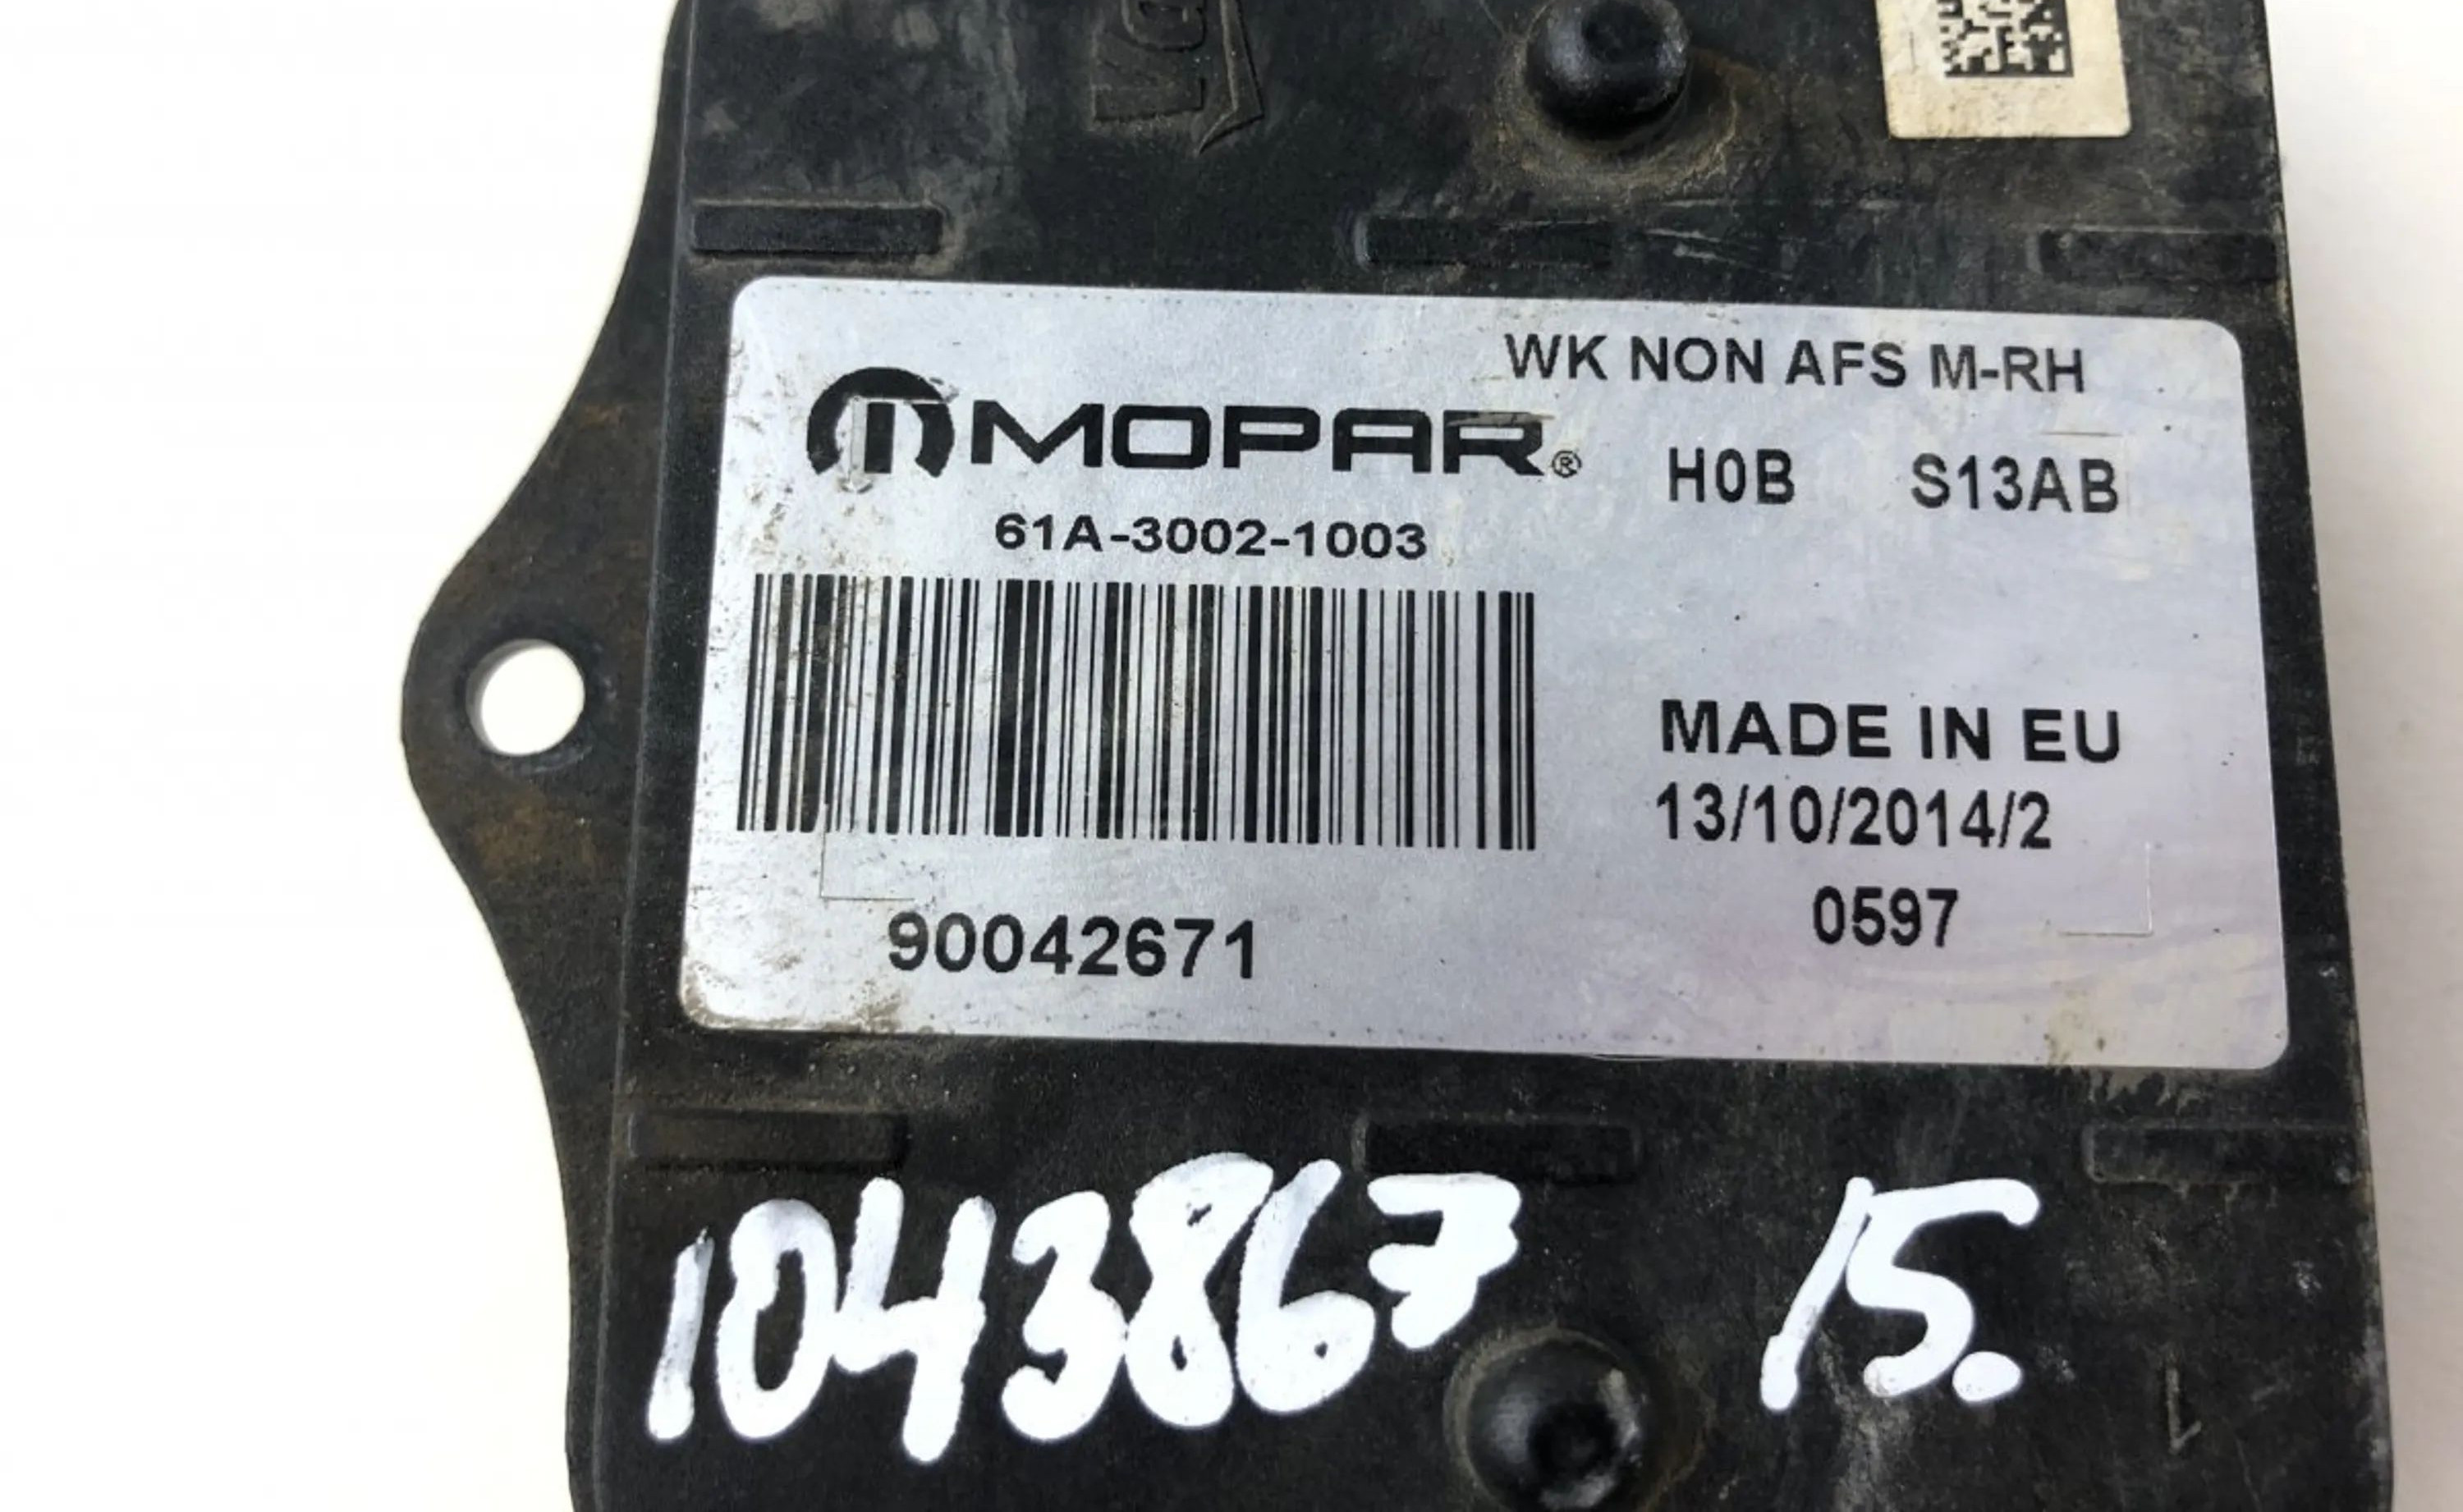 WK NON AFS M-RH
MOPAR®
H0B S13AB
61A-3002-1003
MADE IN EU
13/10/2014/2
90042671
0597
1043867 15.
1